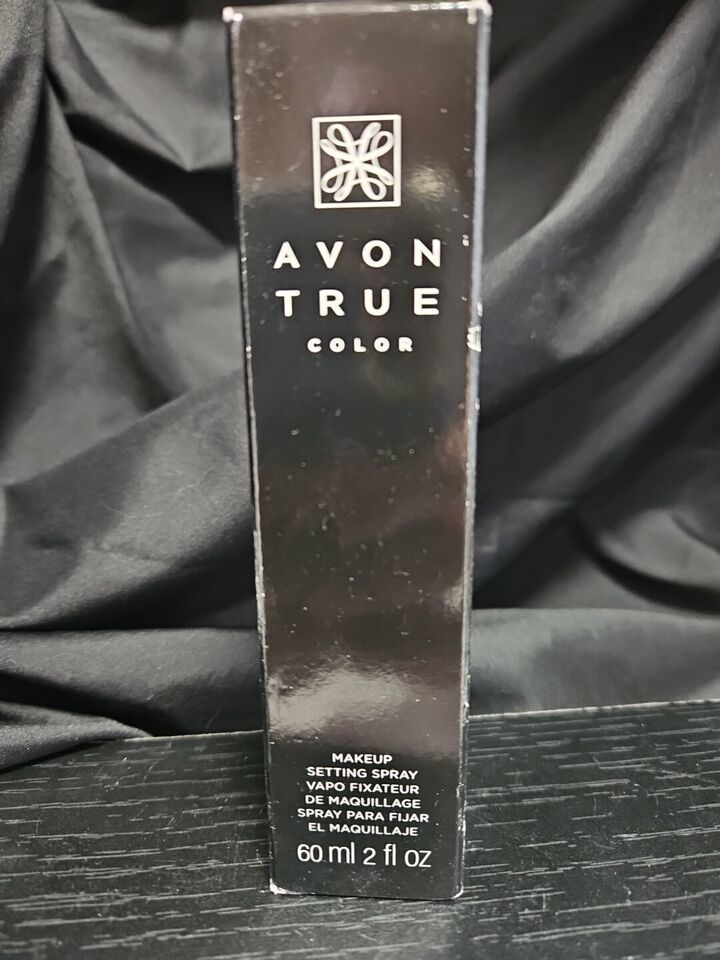 AVON
TRUE
COLOR
MAKEUP
SETTING SPRAY
VAPO FIXATEUR
DE MAQUILLAGE
SPRAY PARA FIJAR
EL MAQUILLAJE
60 ml 2 fl oz